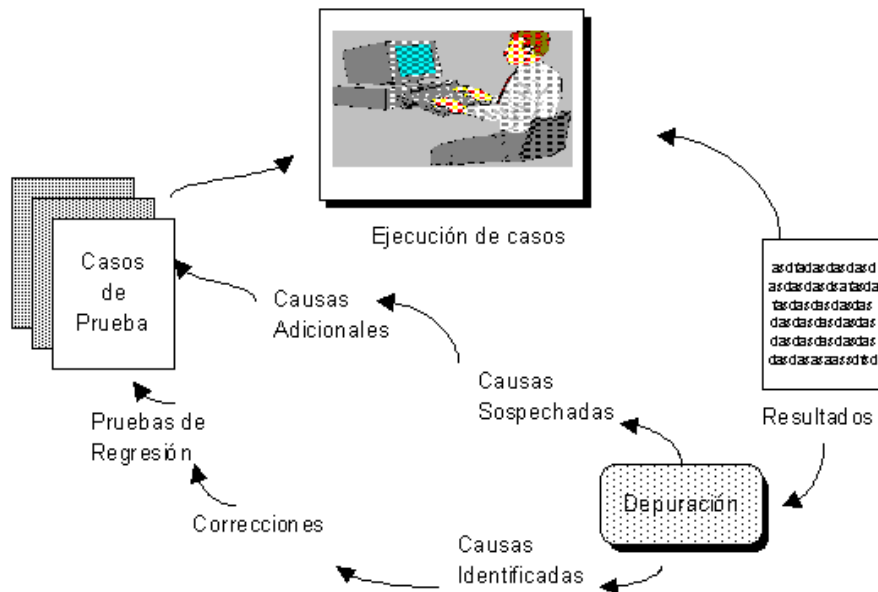 Ejecución de casos
Casos
de
Prueba
Causas
Adicionales
Causas
Sospechadas
Resultados
Pruebas de
Regresión
Depuración
Correcciones
Causas
Identificadas